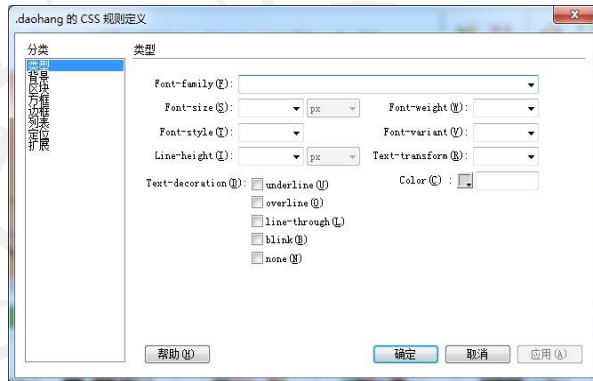 .daohang 的 CSS 规则定义
分类
类型
背景
区块
方框
边框
列表
定位
扩展
类型
Font-family(F):
Font-size(S): px Font-weight(W):
Font-style(T): Font-variant(V):
Line-height(I): px Text-transform(R):
Text-decoration(D): underline(U) Color(C) :
overline(O)
line-through(L)
blink(B)
none(N)
帮助(H) 确定 取消 应用(A)